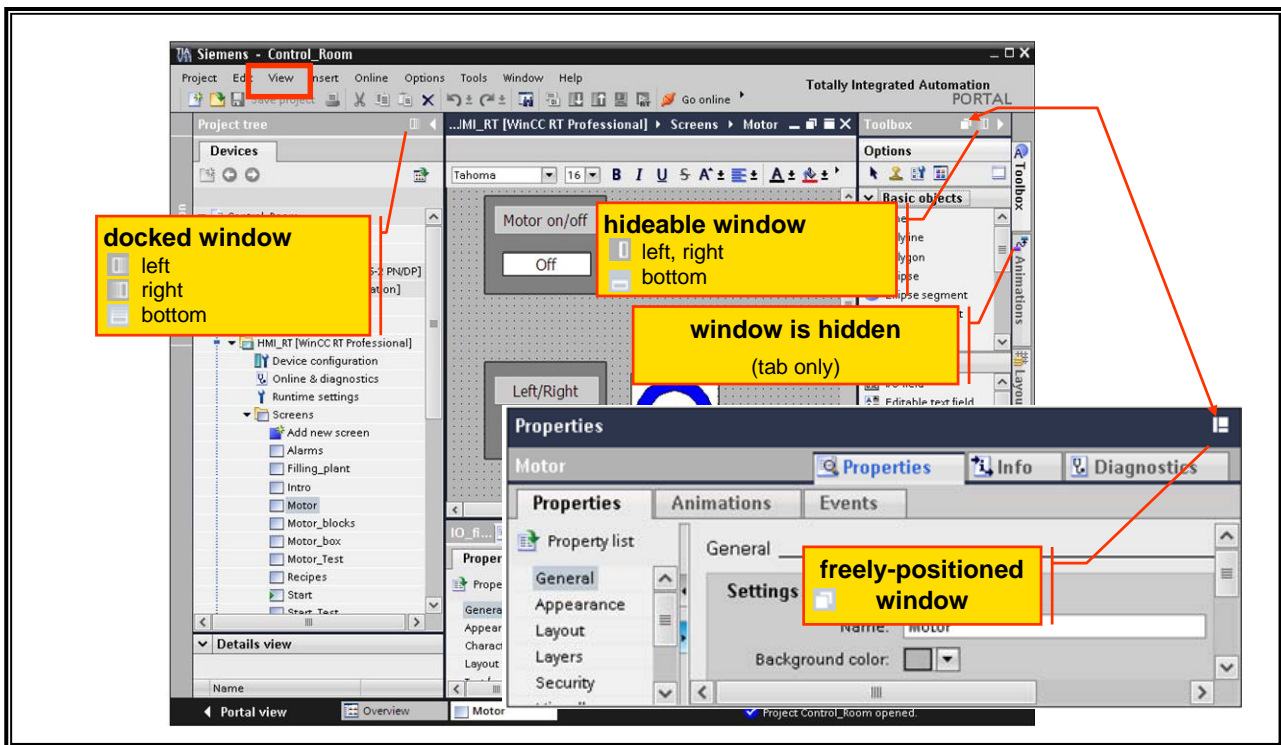 Siemens - Control_Room
Project Edit View Insert Online Options Tools Window Help
Totally Integrated Automation
PORTAL
Save project
Go online
Project tree
Devices
...JMI_RT [WinCC RT Professional] Screens Motor
Toolbox
Options
Tahoma 16 B I U S A A
Toolbox
Animations
Basic objects
Ellipse segment
Editable text field
Motor on/off
Off
Left/Right
docked window
left
right
bottom
hideable window
left, right
bottom
window is hidden
(tab only)
HMI_RT [WinCC RT Professional]
Device configuration
Online & diagnostics
Runtime settings
Screens
Add new screen
Alarms
Filling_plant
Intro
Motor
Motor_blocks
Motor_box
Motor_Test
Recipes
Start
Start_Test
Details view
Name
Properties
Motor
Properties Info Diagnostics
Properties Animations Events
Property list
General
Appearance
Layout
Layers
Security
General
Settings
Name: Motor
Background color:
freely-positioned
window
Layout
Portal view
Overview
Motor
Project Control_Room opened.